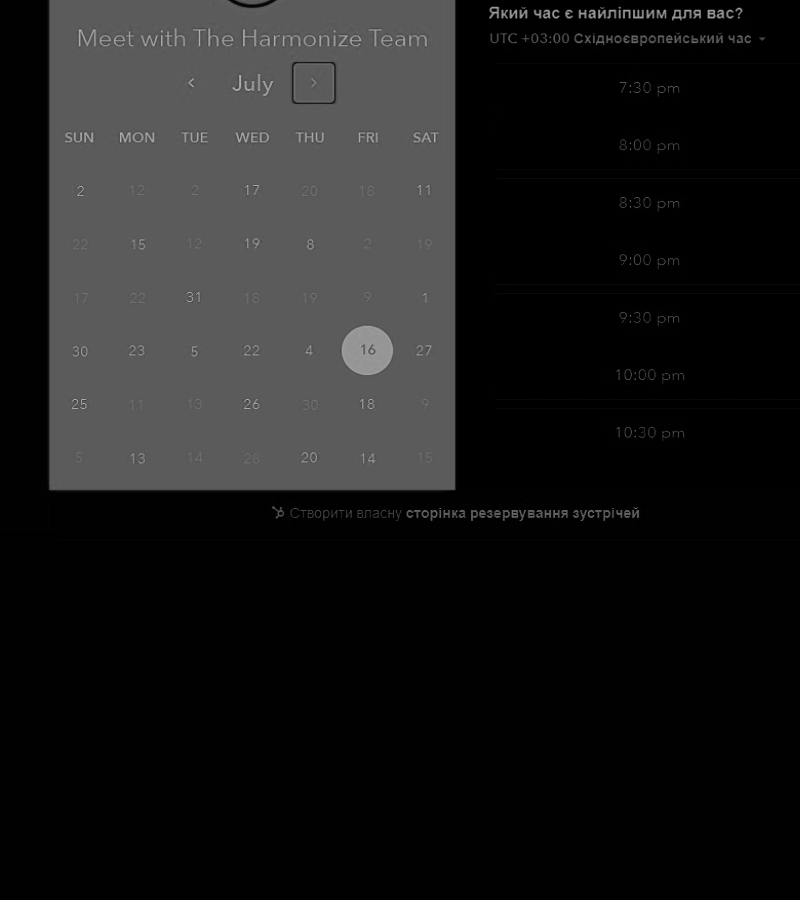 Meet with The Harmonize Team
July
SUN MON TUE WED THU FRI SAT
2 12 2 17 20 18 11
22 15 12 19 8 2 19
17 22 31 18 19 9 1
30 23 5 22 4 16 27
25 11 13 26 30 18 9
5 13 14 28 20 14 15
Який час є найліпшим для вас?
UTC +03:00 Східноєвропейський час
7:30 pm
8:00 pm
8:30 pm
9:00 pm
9:30 pm
10:00 pm
10:30 pm
Створити власну сторінка резервування зустрічей